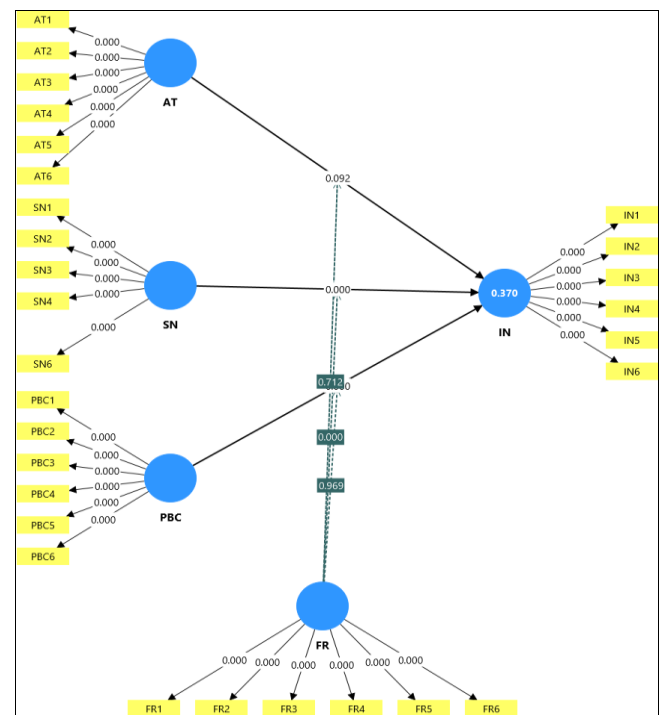 AT1
0.000
AT2
0.000
AT3
0.000
AT4
0.000
AT5
0.000
AT6
0.000
AT
0.092
SN1
0.000
SN2
0.000
SN3
0.000
SN4
0.000
SN6
0.000
SN
0.000
IN1
0.000
IN2
0.000
IN3
0.000
IN4
0.000
IN5
0.000
IN6
0.000
0.370
IN
0.712
0.000
0.969
PBC1
0.000
PBC2
0.000
PBC3
0.000
PBC4
0.000
PBC5
0.000
PBC6
0.000
PBC
FR
0.000
0.000
0.000
0.000
0.000
0.000
FR1
FR2
FR3
FR4
FR5
FR6